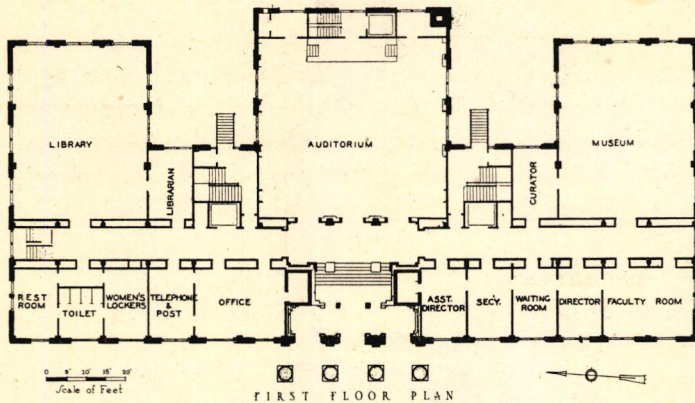 LIBRARY
AUDITORIUM
MUSEUM
LIBRARIAN
CURATOR
REST
ROOM
TOILET
WOMEN'S
LOCKERS
TELEPHONE
&
POST
OFFICE
ASST.
DIRECTOR
SECY.
WAITING
ROOM
DIRECTOR
FACULTY ROOM
0 5' 10' 15' 20'
Scale of Feet
FIRST FLOOR PLAN